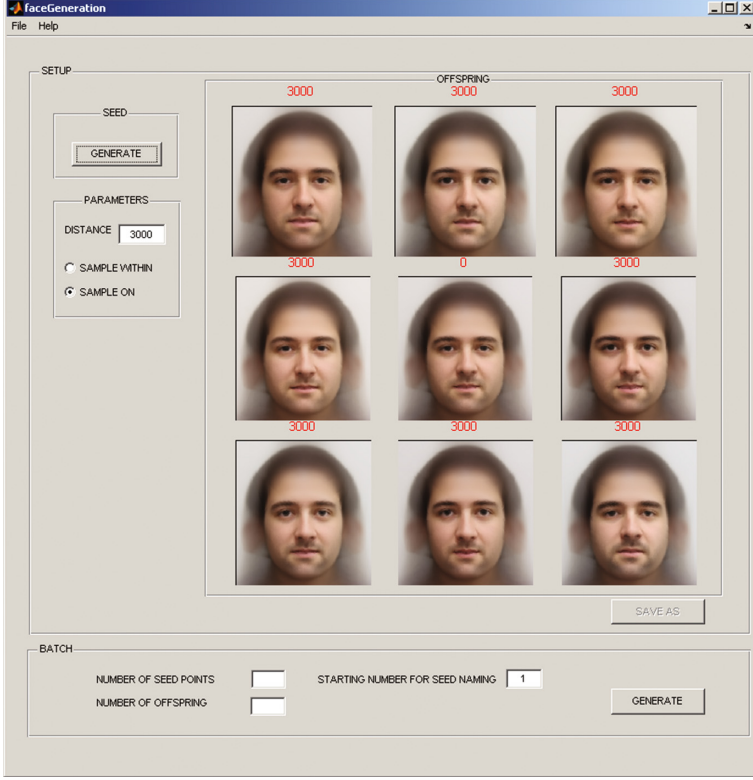 faceGeneration
File Help
SETUP
SEED
GENERATE
PARAMETERS
DISTANCE 3000
SAMPLE WITHIN
SAMPLE ON
OFFSPRING
3000 3000 3000
3000 0 3000
3000 3000 3000
SAVE AS
BATCH
NUMBER OF SEED POINTS STARTING NUMBER FOR SEED NAMING 1
NUMBER OF OFFSPRING GENERATE